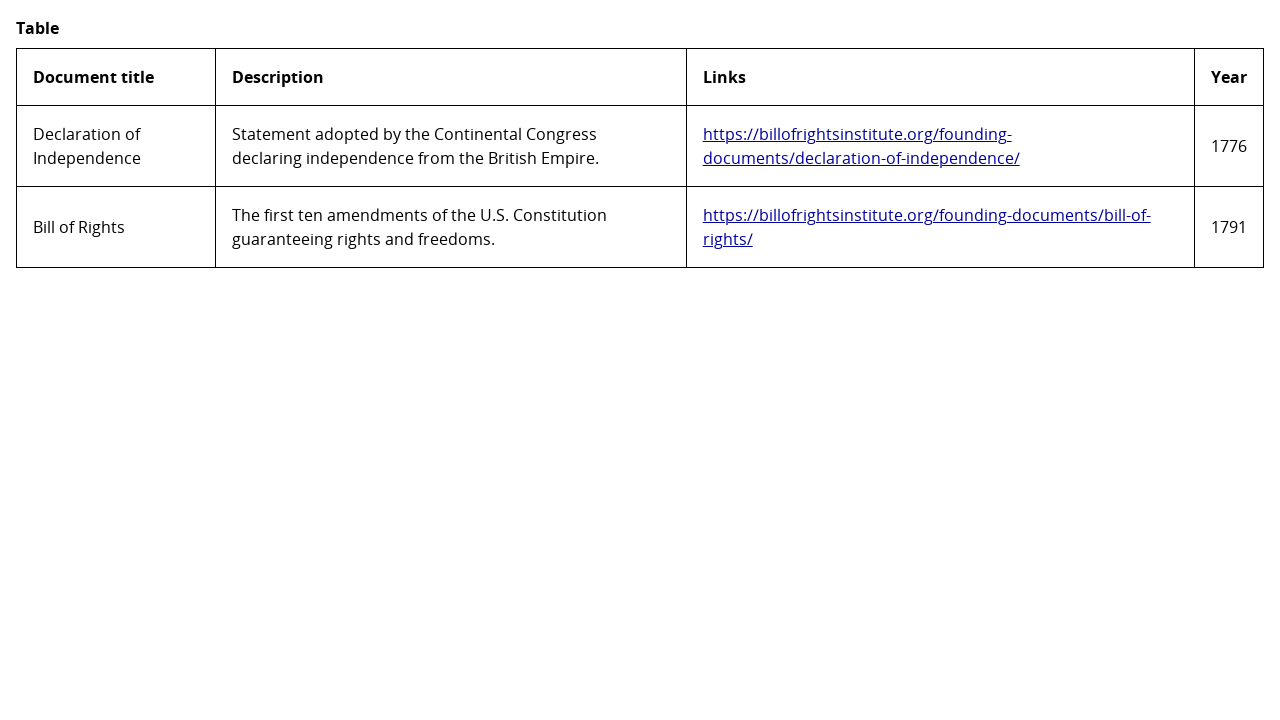 Table
Document title
Description
Links
Year
Declaration of
Independence
Statement adopted by the Continental Congress
declaring independence from the British Empire.
https://billofrightsinstitute.org/founding-
documents/declaration-of-independence/
1776
Bill of Rights
The first ten amendments of the U.S. Constitution
guaranteeing rights and freedoms.
https://billofrightsinstitute.org/founding-documents/bill-of-
rights/
1791